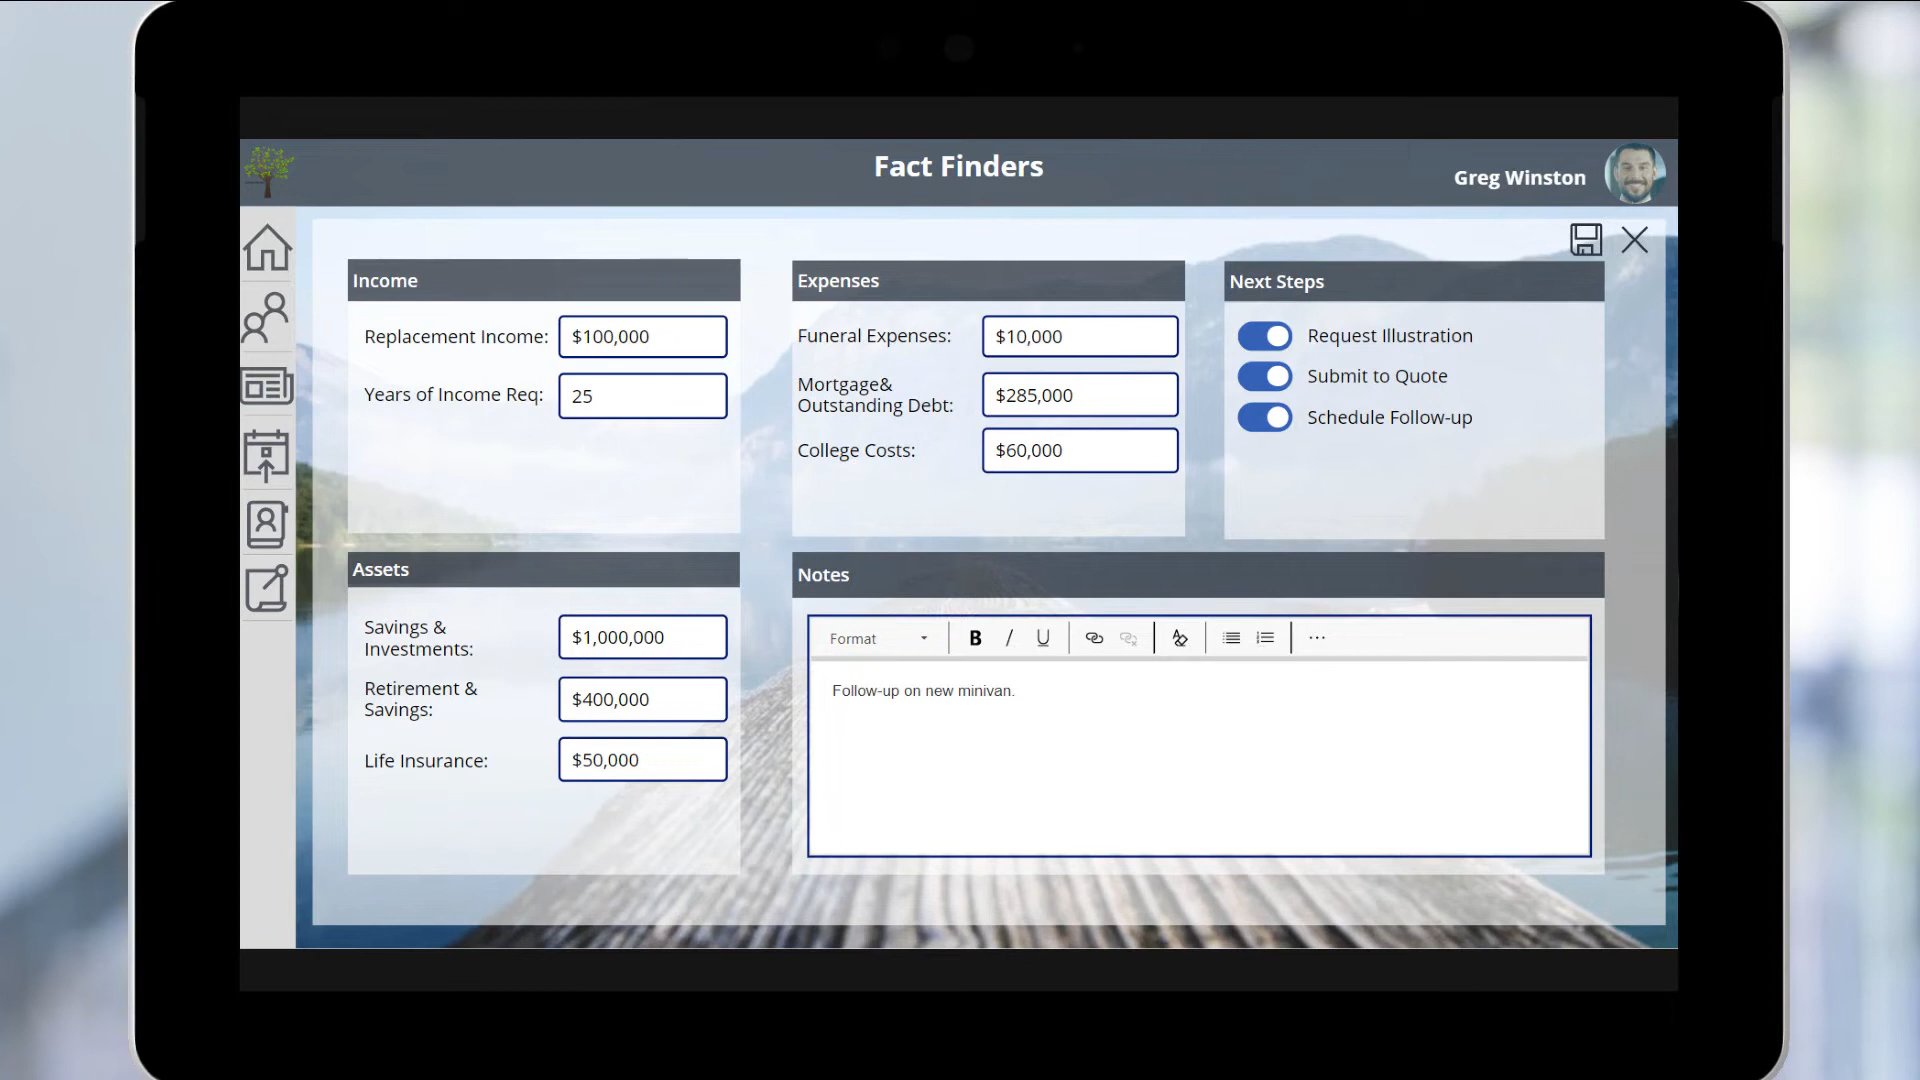 Fact Finders
Greg Winston
Income
Replacement Income: $100,000
Years of Income Req: 25
Expenses
Funeral Expenses: $10,000
Mortgage&
Outstanding Debt: $285,000
College Costs: $60,000
Next Steps
Request Illustration
Submit to Quote
Schedule Follow-up
Assets
Savings &
Investments: $1,000,000
Retirement &
Savings: $400,000
Life Insurance: $50,000
Notes
Format B / U
Follow-up on new minivan.